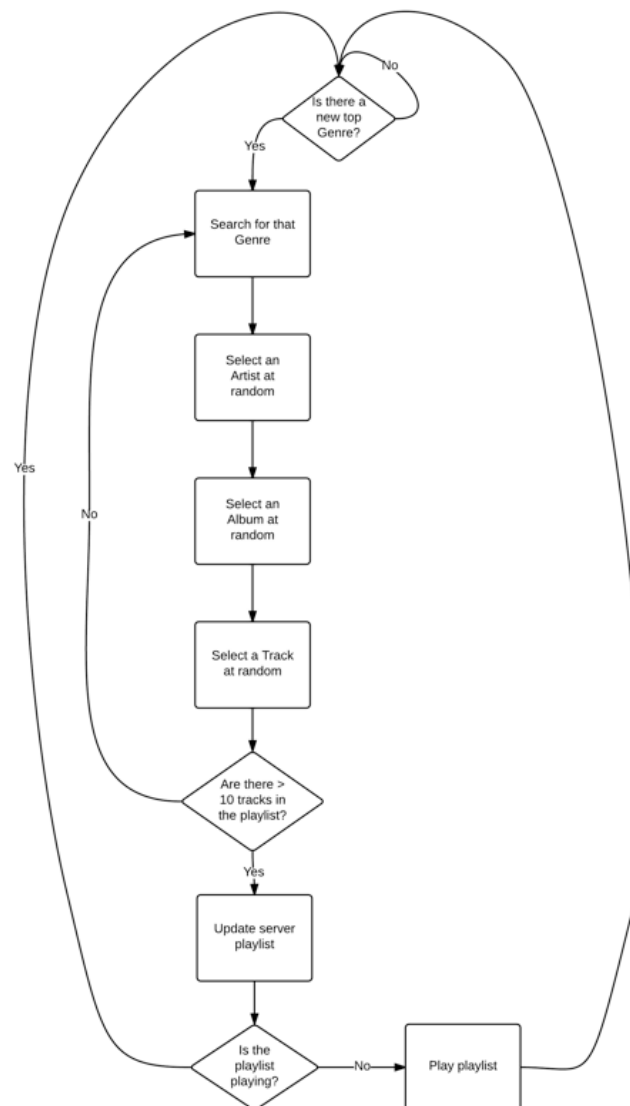 No
Is there a
new top
Genre?
Yes
Search for that
Genre
Select an
Artist at
random
Yes
Select an
Album at
random
No
Select a Track
at random
Are there >
10 tracks in
the playlist?
Yes
Update server
playlist
Is the
playlist
playing?
No
Play playlist